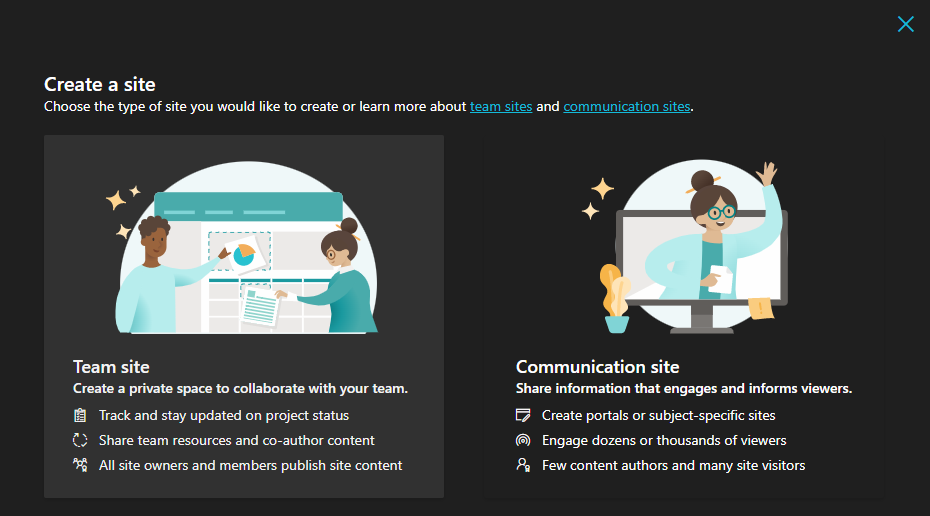 Create a site
Choose the type of site you would like to create or learn more about team sites and communication sites.
Team site
Create a private space to collaborate with your team.
Track and stay updated on project status
Share team resources and co-author content
All site owners and members publish site content
Communication site
Share information that engages and informs viewers.
Create portals or subject-specific sites
Engage dozens or thousands of viewers
Few content authors and many site visitors